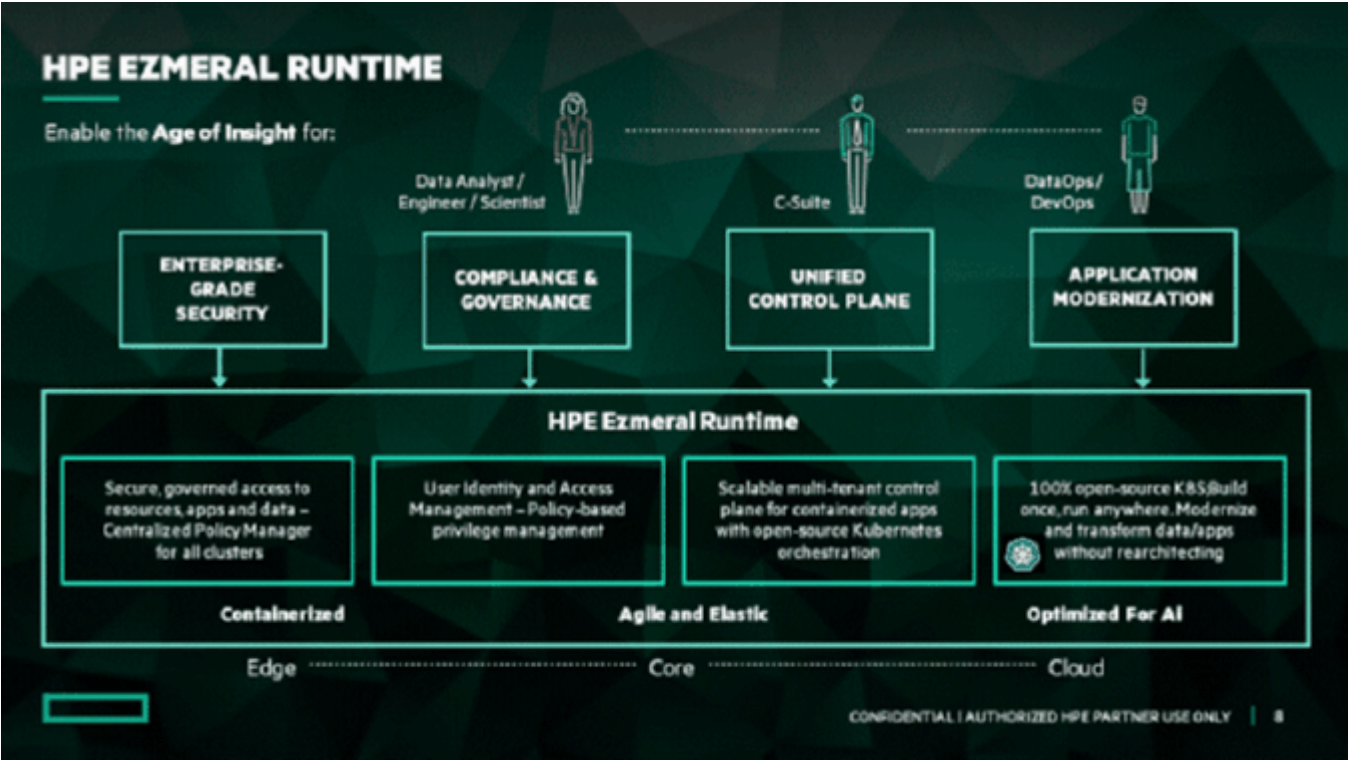 HPE EZMERAL RUNTIME
Enable the Age of Insight for:
Data Analyst /
Engineer / Scientist
C-Suite
DataOps/
DevOps
ENTERPRISE-
GRADE
SECURITY
COMPLIANCE &
GOVERNANCE
UNIFIED
CONTROL PLANE
APPLICATION
MODERNIZATION
HPE Ezmeral Runtime
Secure, governed access to
resources, apps and data –
Centralized Policy Manager
for all clusters
User Identity and Access
Management – Policy-based
privilege management
Scalable multi-tenant control
plane for containerized apps
with open-source Kubernetes
orchestration
100% open-source K8S,Build
once, run anywhere. Modernize
and transform data/apps
without rearchitecting
Containerized
Agile and Elastic
Optimized For AI
Edge
Core
Cloud
CONFIDENTIAL | AUTHORIZED HPE PARTNER USE ONLY | 8